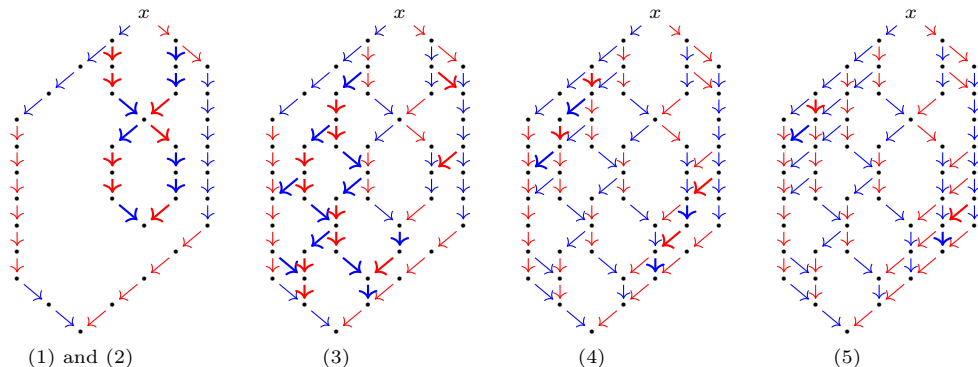 x x x x
(1) and (2) (3) (4) (5)